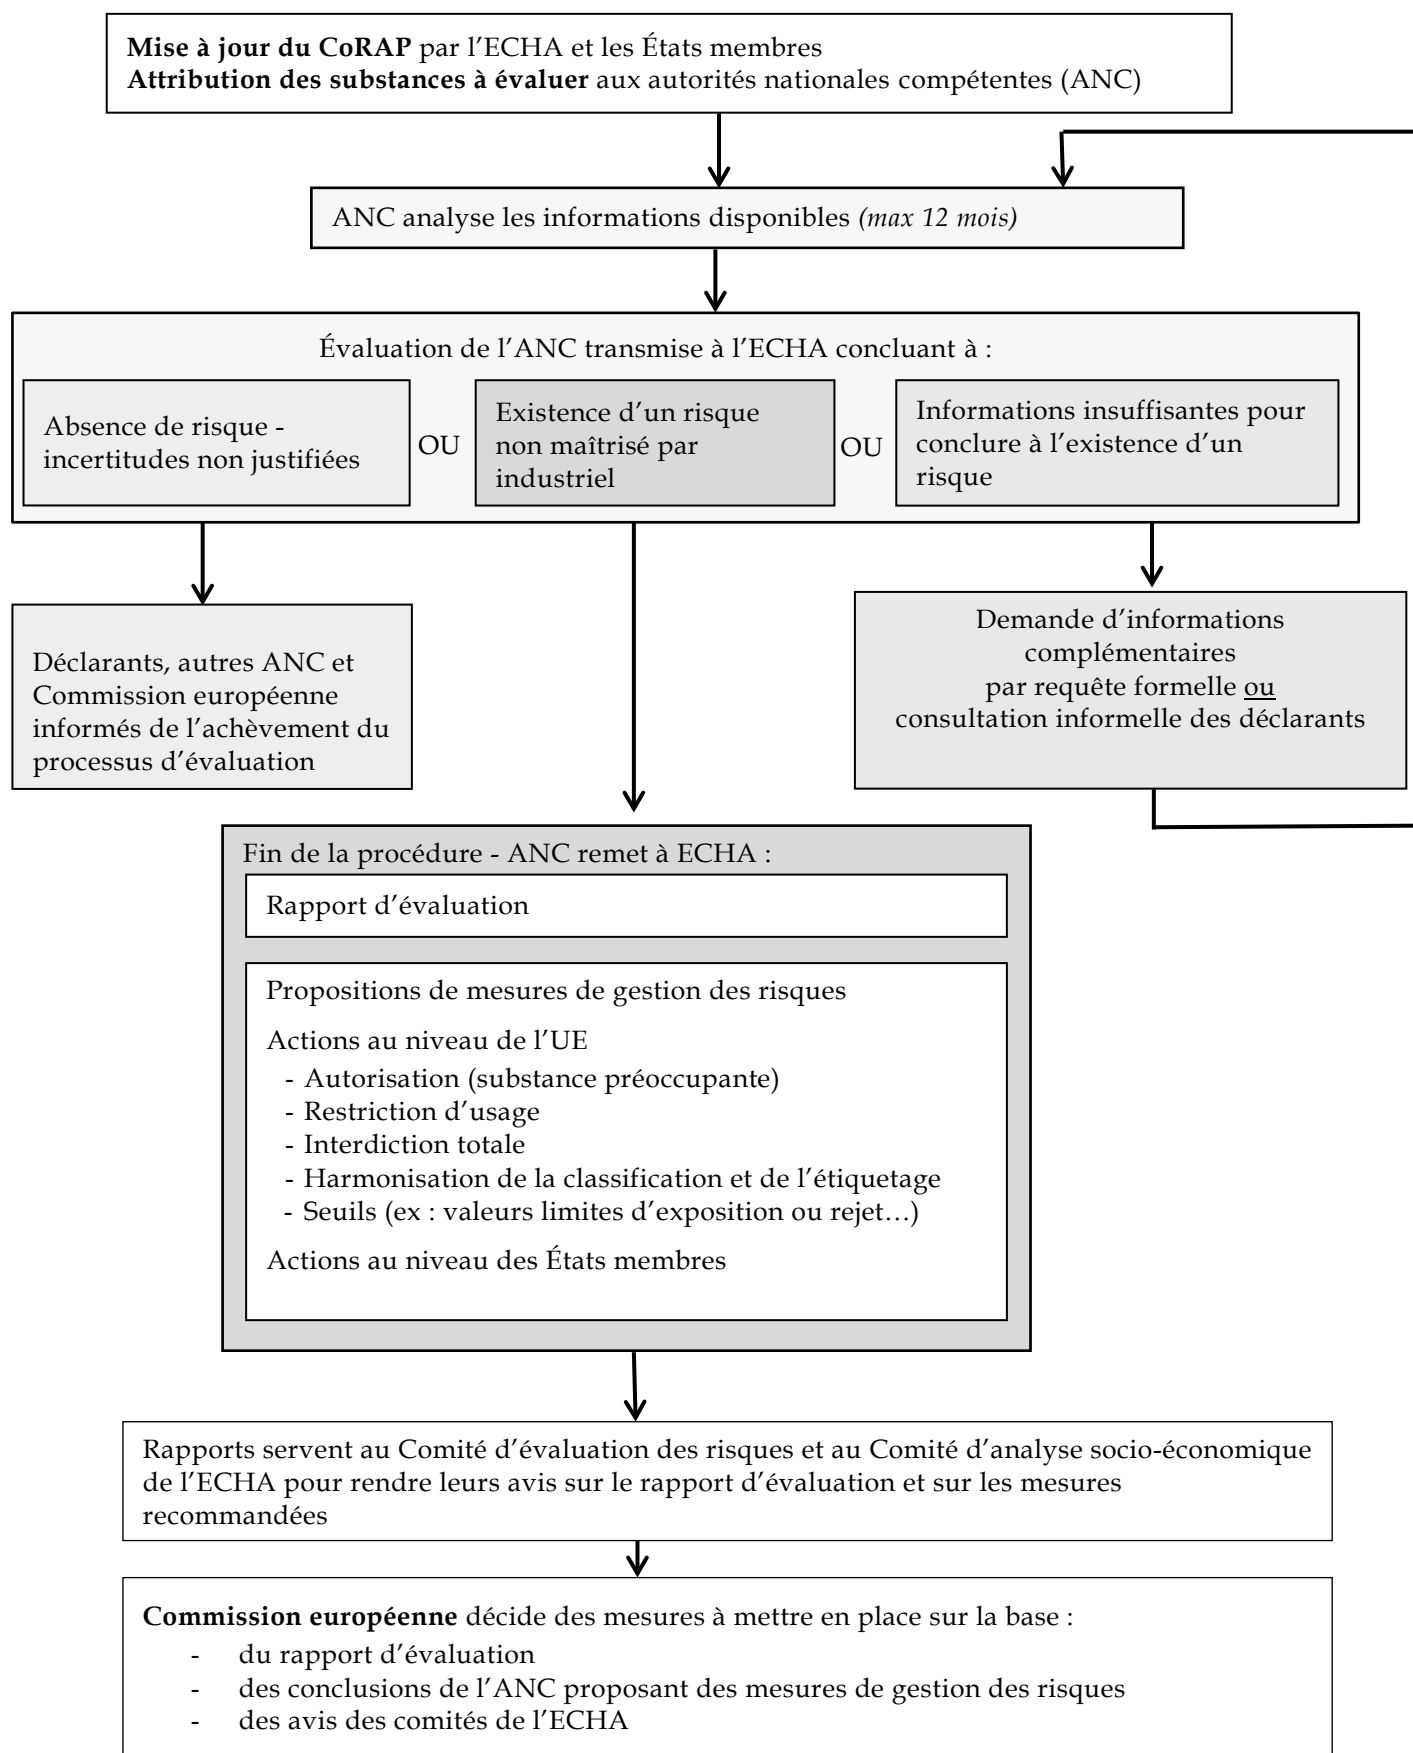 Mise à jour du CoRAP par l’ECHA et les États membres
Attribution des substances à évaluer aux autorités nationales compétentes (ANC)
ANC analyse les informations disponibles (max 12 mois)
Évaluation de l’ANC transmise à l’ECHA concluant à :
Absence de risque -
incertitudes non justifiées
OU
Existence d’un risque
non maîtrisé par
industriel
OU
Informations insuffisantes pour
conclure à l’existence d’un
risque
Déclarants, autres ANC et
Commission européenne
informés de l’achèvement du
processus d’évaluation
Demande d’informations
complémentaires
par requête formelle ou
consultation informelle des déclarants
Fin de la procédure - ANC remet à ECHA :
Rapport d’évaluation
Propositions de mesures de gestion des risques
Actions au niveau de l’UE
- Autorisation (substance préoccupante)
- Restriction d’usage
- Interdiction totale
- Harmonisation de la classification et de l’étiquetage
- Seuils (ex : valeurs limites d’exposition ou rejet…)
Actions au niveau des États membres
Rapports servent au Comité d’évaluation des risques et au Comité d’analyse socio-économique
de l’ECHA pour rendre leurs avis sur le rapport d’évaluation et sur les mesures
recommandées
Commission européenne décide des mesures à mettre en place sur la base :
- du rapport d’évaluation
- des conclusions de l’ANC proposant des mesures de gestion des risques
- des avis des comités de l’ECHA